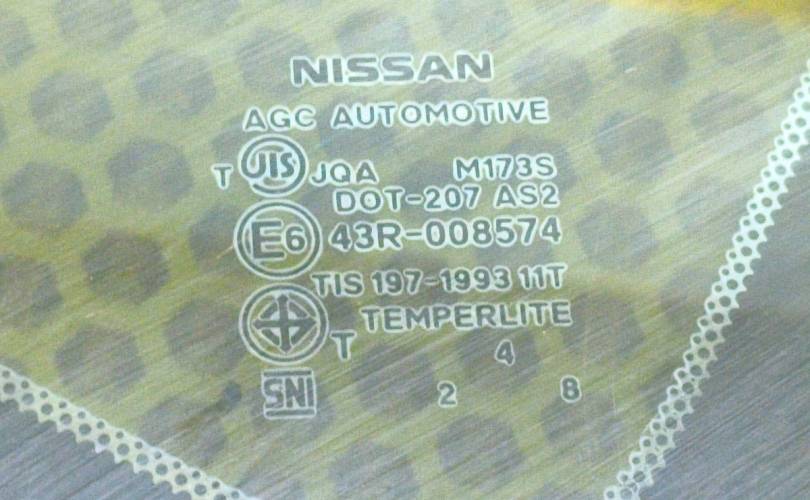 NISSAN
AGC AUTOMOTIVE
T JIS JQA M173S
DOT-207 AS2
E6 43R-008574
TIS 197-1993 11T
TEMPERLITE
T
4
SNI 2 8